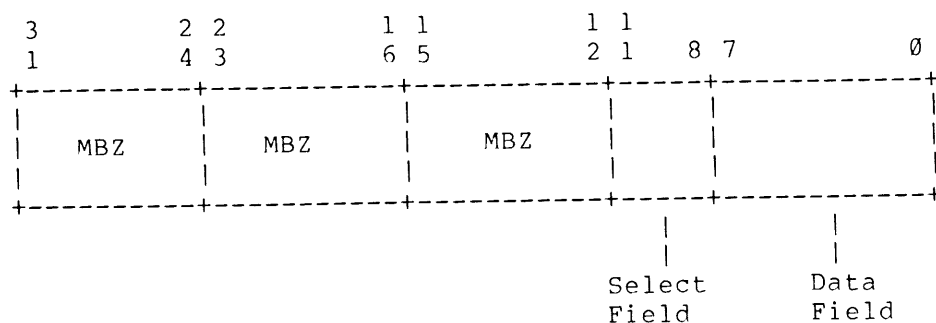 3 2 2 1 1 1 1
1 4 3 6 5 2 1 8 7 Ø
+---------------+----------------+-----------------+--------+------------------+
| MBZ | MBZ | MBZ | | |
+---------------+----------------+-----------------+--------+------------------+
Select Data
Field Field